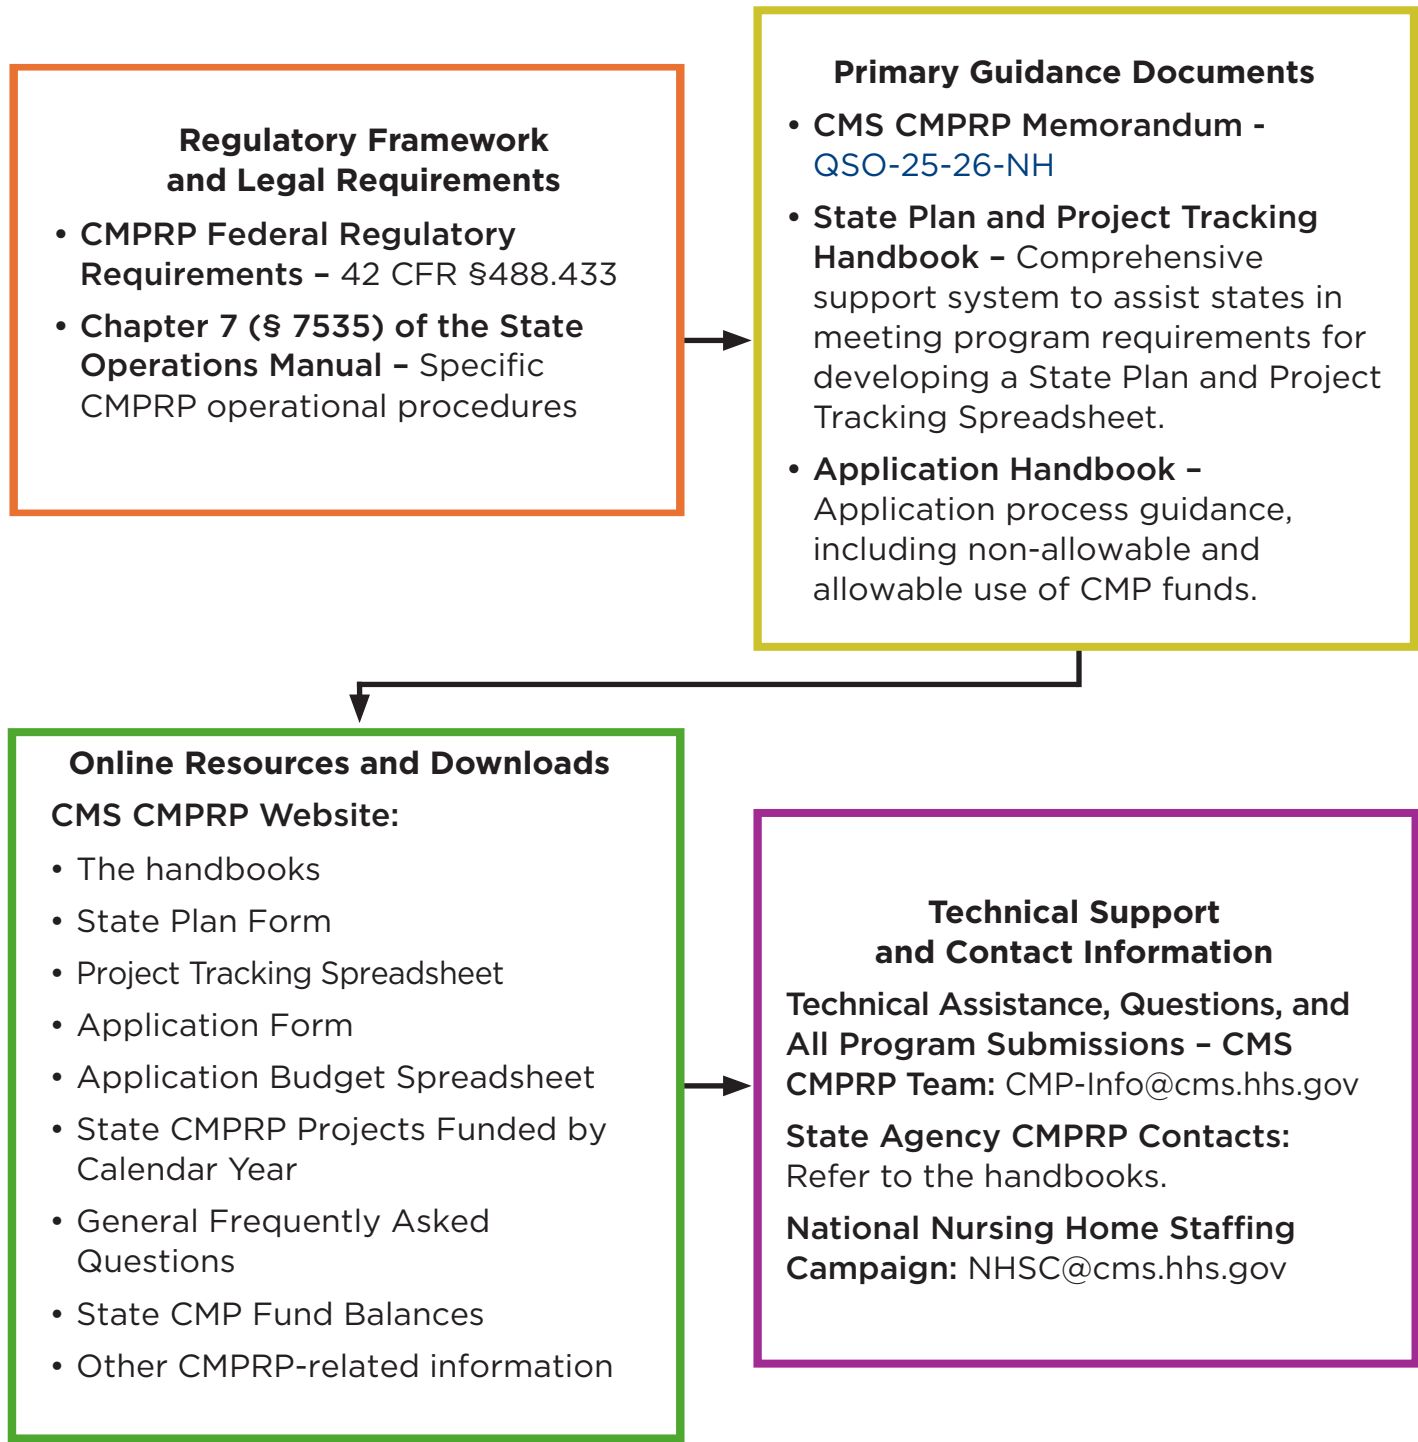 Regulatory Framework
and Legal Requirements
• CMPRP Federal Regulatory
Requirements – 42 CFR §488.433
• Chapter 7 (§ 7535) of the State
Operations Manual – Specific
CMPRP operational procedures
Primary Guidance Documents
• CMS CMPRP Memorandum -
QSO-25-26-NH
• State Plan and Project Tracking
Handbook – Comprehensive
support system to assist states in
meeting program requirements for
developing a State Plan and Project
Tracking Spreadsheet.
• Application Handbook –
Application process guidance,
including non-allowable and
allowable use of CMP funds.
Online Resources and Downloads
CMS CMPRP Website:
• The handbooks
• State Plan Form
• Project Tracking Spreadsheet
• Application Form
• Application Budget Spreadsheet
• State CMPRP Projects Funded by
Calendar Year
• General Frequently Asked
Questions
• State CMP Fund Balances
• Other CMPRP-related information
Technical Support
and Contact Information
Technical Assistance, Questions, and
All Program Submissions – CMS
CMPRP Team: CMP-Info@cms.hhs.gov
State Agency CMPRP Contacts:
Refer to the handbooks.
National Nursing Home Staffing
Campaign: NHSC@cms.hhs.gov